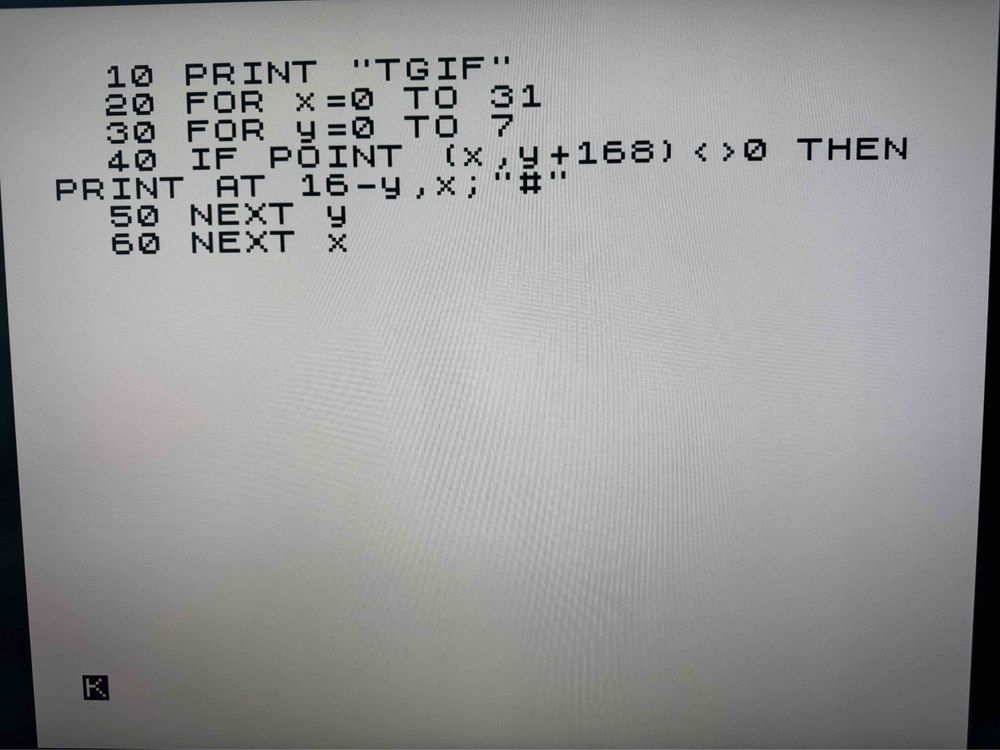 10 PRINT "TGIF"
20 FOR x=0 TO 31
30 FOR y=0 TO 7
40 IF POINT (x,y+168)<>0 THEN
PRINT AT 16-y,x;"#"
50 NEXT y
60 NEXT x
K